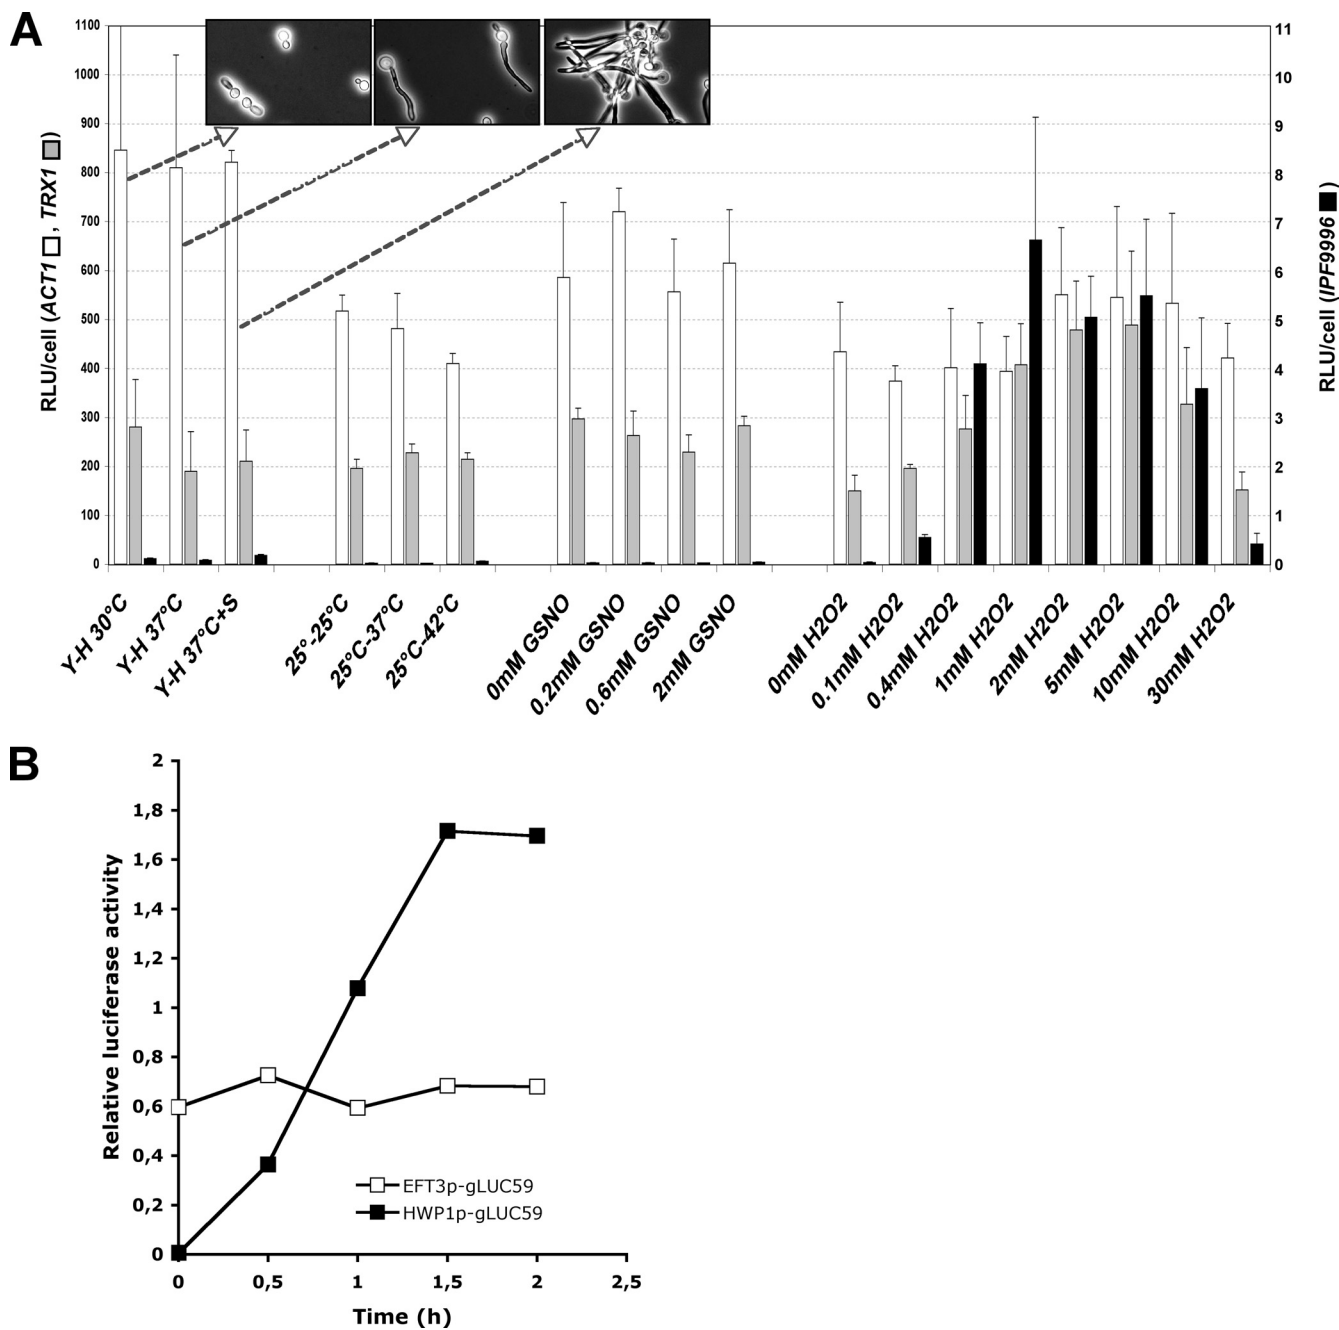 A
RLU/cell (ACT1 , TRX1 )
1100
1000
900
800
700
600
500
400
300
200
100
0
11
10
9
8
7
6
5
4
3
2
1
0
RLU/cell (IPF9996 )
Y-H 30°C
Y-H 37°C
Y-H 37°C+S
25°-25°C
25°C-37°C
25°C-42°C
0mM GSNO
0.2mM GSNO
0.6mM GSNO
2mM GSNO
0mM H2O2
0.1mM H2O2
0.4mM H2O2
1mM H2O2
2mM H2O2
5mM H2O2
10mM H2O2
30mM H2O2
B
Relative luciferase activity
2
1,8
1,6
1,4
1,2
1
0,8
0,6
0,4
0,2
0
EFT3p-gLUC59
HWP1p-gLUC59
0
0,5
1
1,5
2
2,5
Time (h)